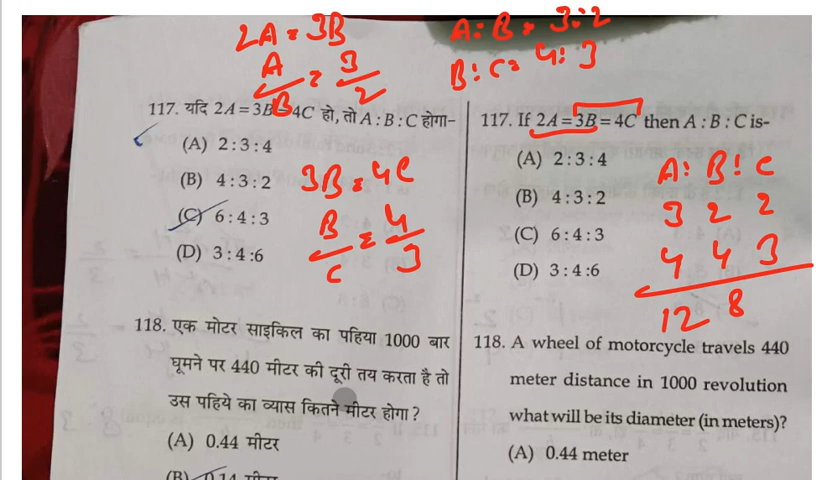 2A = 3B
A/B = 3/2
A : B = 3 : 2
B : C = 4 : 3
117. यदि 2A = 3B = 4C हो, तो A : B : C होगा-
(A) 2 : 3 : 4
(B) 4 : 3 : 2
(C) 6 : 4 : 3
(D) 3 : 4 : 6
3B = 4C
B/C = 4/3
118. एक मोटर साइकिल का पहिया 1000 बार
घूमने पर 440 मीटर की दूरी तय करता है तो
उस पहिये का व्यास कितने मीटर होगा ?
(A) 0.44 मीटर
(B) 0.14 मीटर
117. If 2A = 3B = 4C then A : B : C is-
(A) 2 : 3 : 4
(B) 4 : 3 : 2
(C) 6 : 4 : 3
(D) 3 : 4 : 6
A : B : C
3 2 2
4 4 3
12 8
118. A wheel of motorcycle travels 440
meter distance in 1000 revolution
what will be its diameter (in meters)?
(A) 0.44 meter